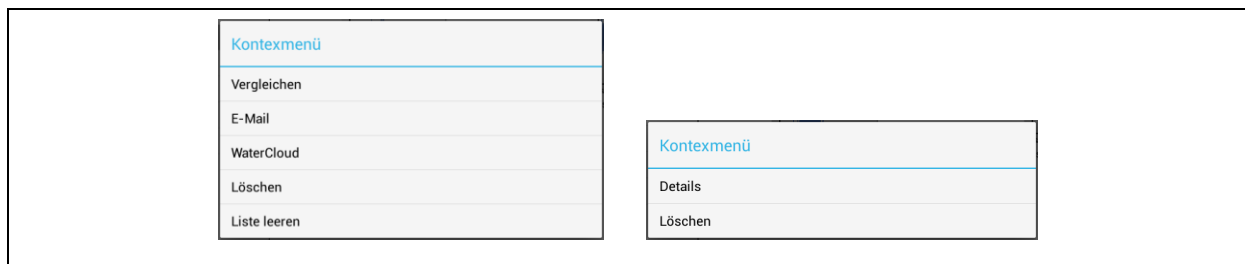 Kontexmenü
Vergleichen
E-Mail
WaterCloud
Löschen
Liste leeren
Kontexmenü
Details
Löschen